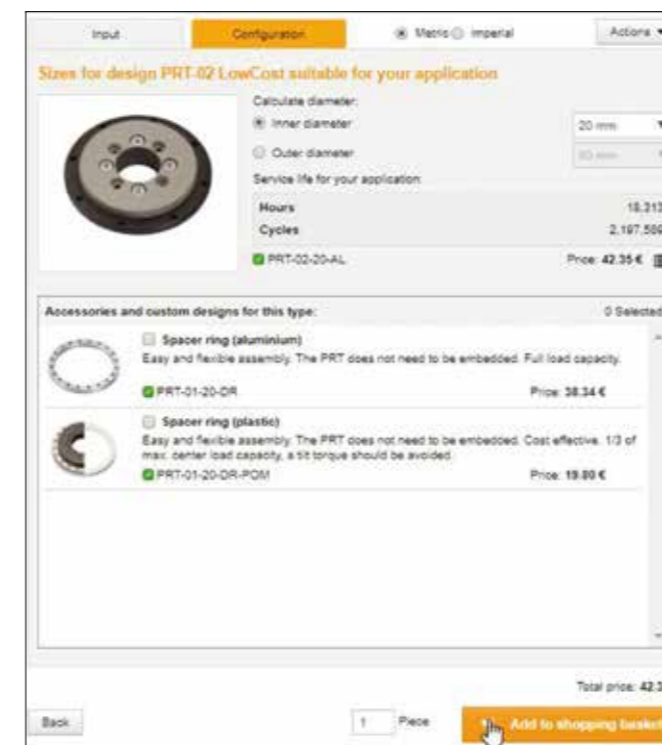 Input Configuration Metric Imperial Actions
Sizes for design PRT-02 LowCost suitable for your application
Calculate diameter:
Inner diameter 20 mm
Outer diameter
Service life for your application:
Hours 18,313
Cycles 2,197,589
PRT-02-20-AL Price: 42.35 €
Accessories and custom designs for this type: 0 Selected
Spacer ring (aluminium)
Easy and flexible assembly. The PRT does not need to be embedded. Full load capacity.
PRT-01-20-DR Price: 38.34 €
Spacer ring (plastic)
Easy and flexible assembly. The PRT does not need to be embedded. Cost effective. 1/3 of
max. center load capacity, a tilt torque should be avoided.
PRT-01-20-DR-POM Price: 19.80 €
Total price: 42.3
Back 1 Piece Add to shopping basket